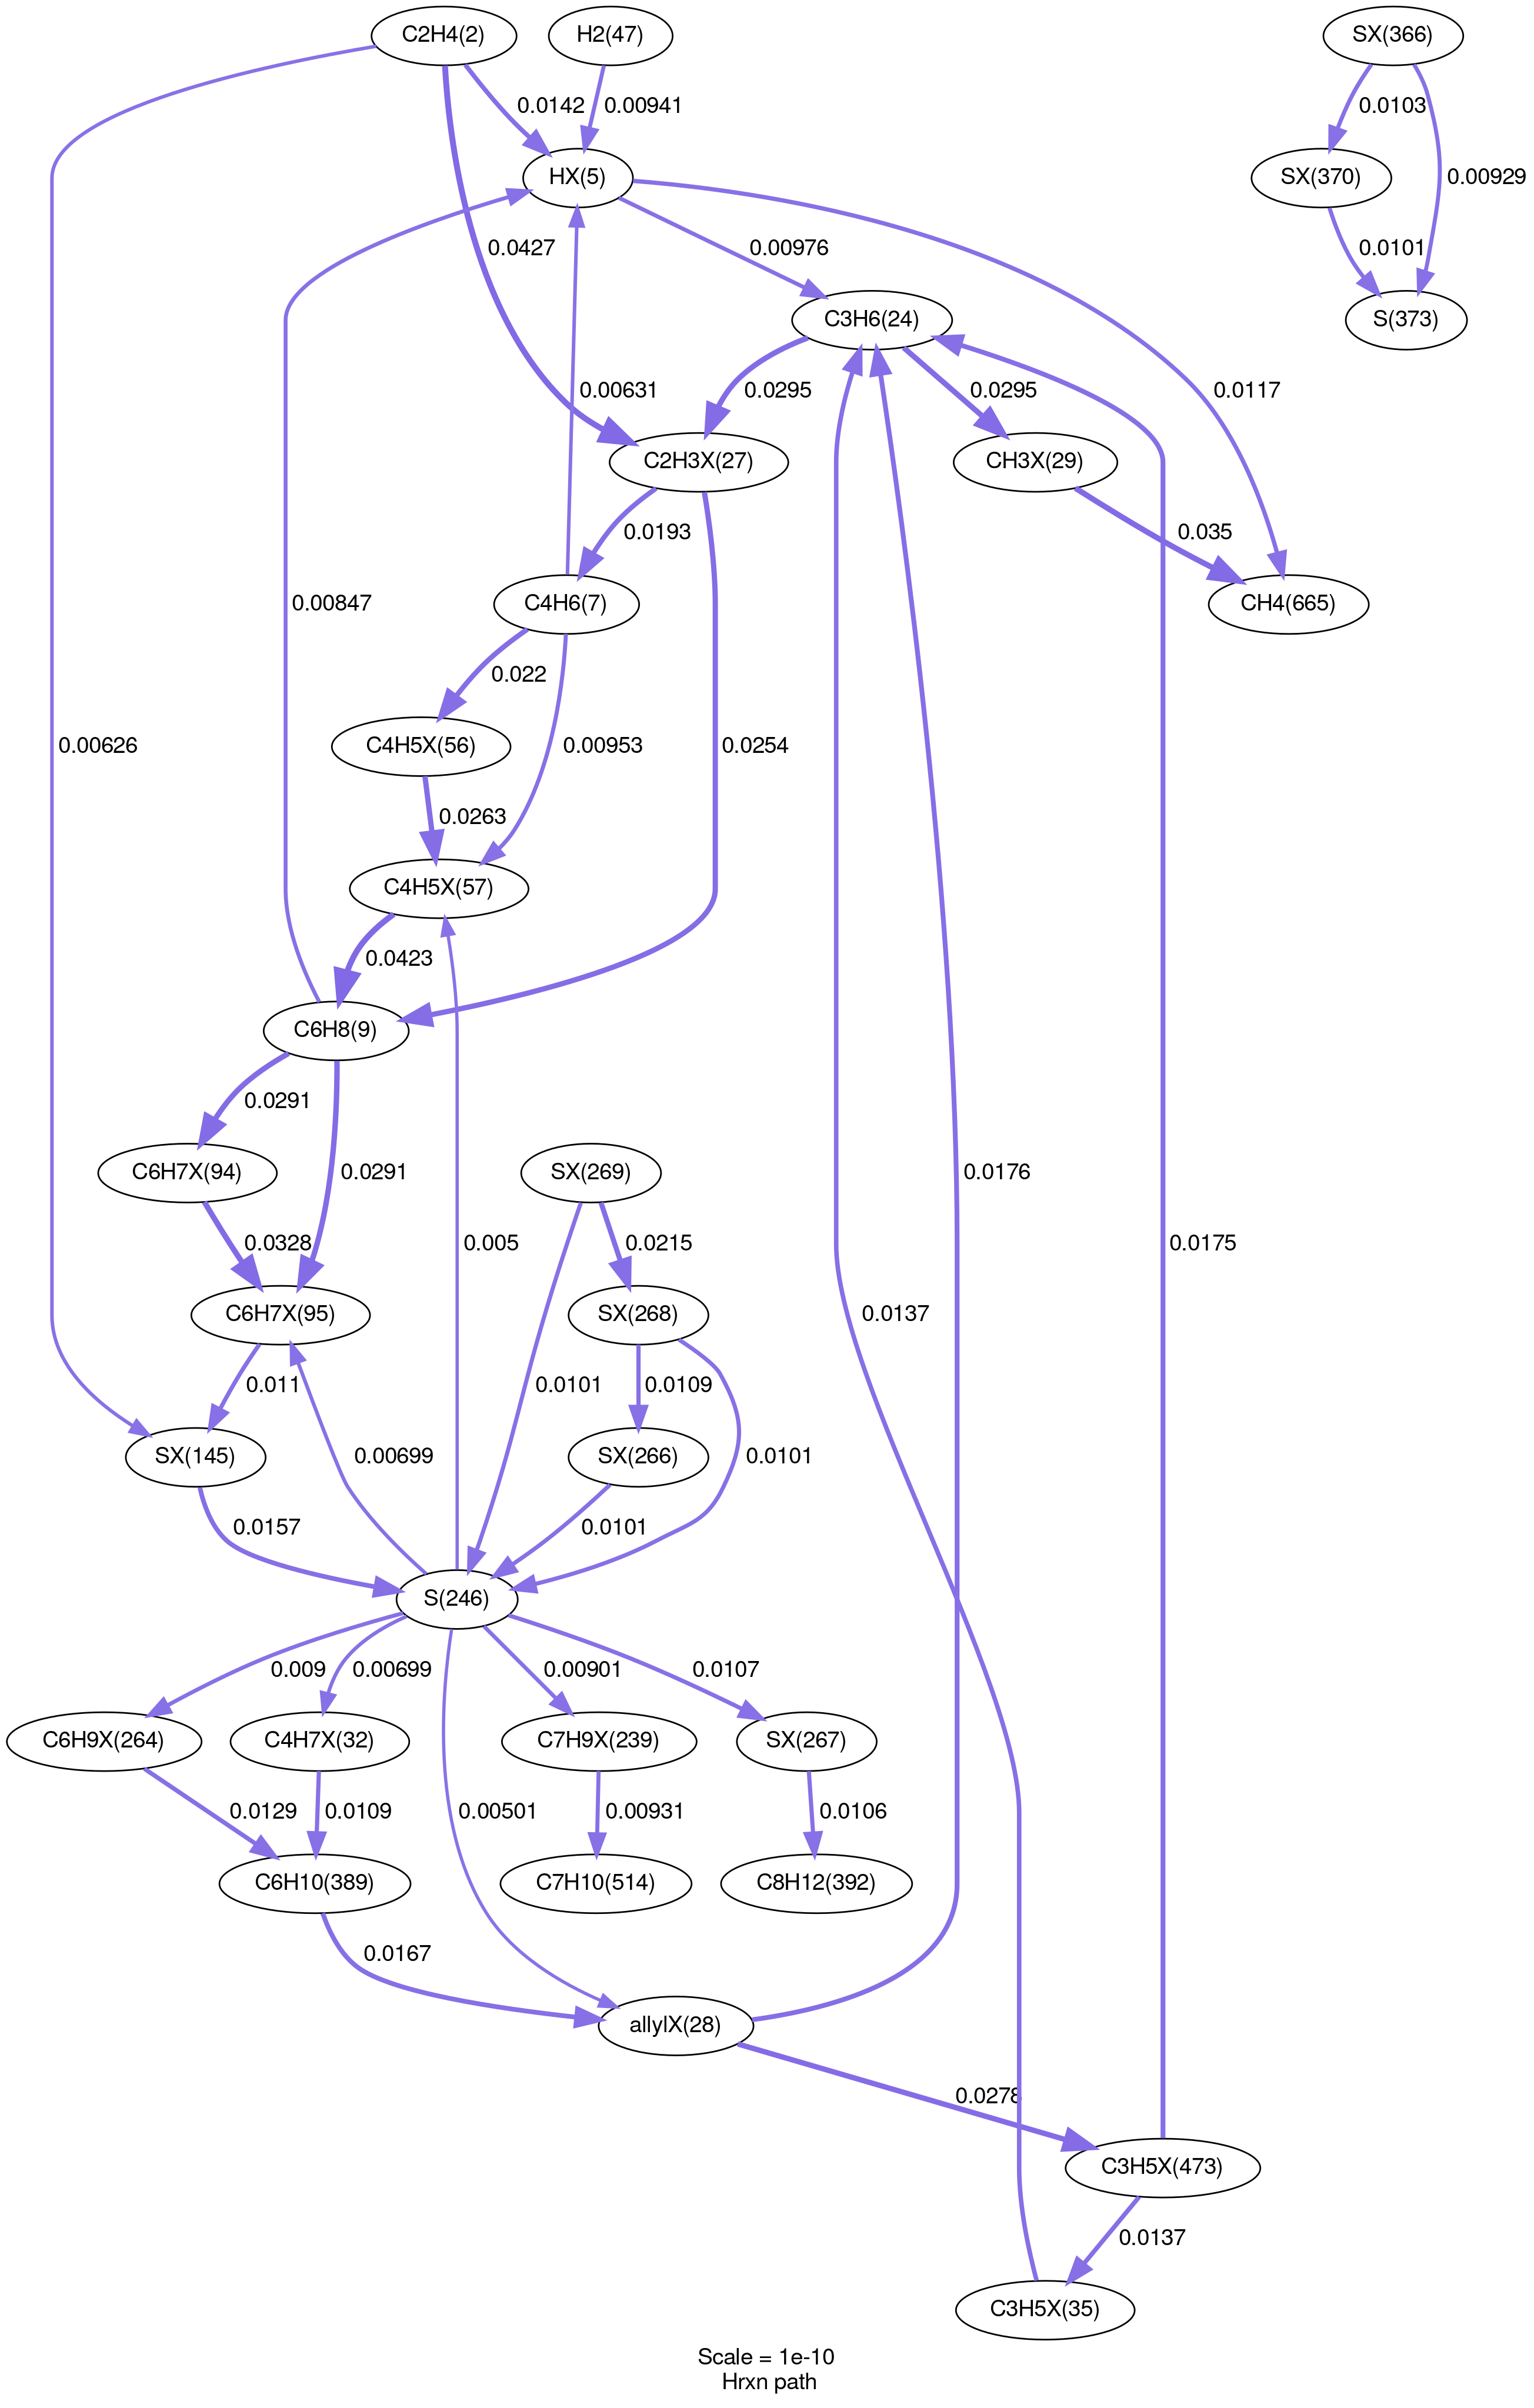 C2H4(2)
H2(47)
SX(366)
0.0142
0.00941
0.0103
HX(5)
SX(370)
0.00929
0.0427
0.00976
0.0101
C3H6(24)
S(373)
0.00631
0.0295
0.0295
0.0117
C2H3X(27)
CH3X(29)
0.0193
0.035
0.00847
C4H6(7)
CH4(665)
0.022
0.00626
C4H5X(56)
0.00953
0.0254
0.0263
C4H5X(57)
0.0423
C6H8(9)
0.0291
C6H7X(94)
0.0291
SX(269)
0.0176
0.0328
0.005
0.0215
0.0175
C6H7X(95)
SX(268)
0.0137
0.011
0.0101
0.0109
SX(145)
0.00699
SX(266)
0.0101
0.0157
0.0101
S(246)
0.009
0.00699
0.00901
0.0107
C6H9X(264)
C4H7X(32)
C7H9X(239)
SX(267)
0.0129
0.0109
0.00501
0.00931
0.0106
C6H10(389)
C7H10(514)
C8H12(392)
0.0167
allylX(28)
0.0278
C3H5X(473)
0.0137
C3H5X(35)
Scale = 1e-10
Hrxn path